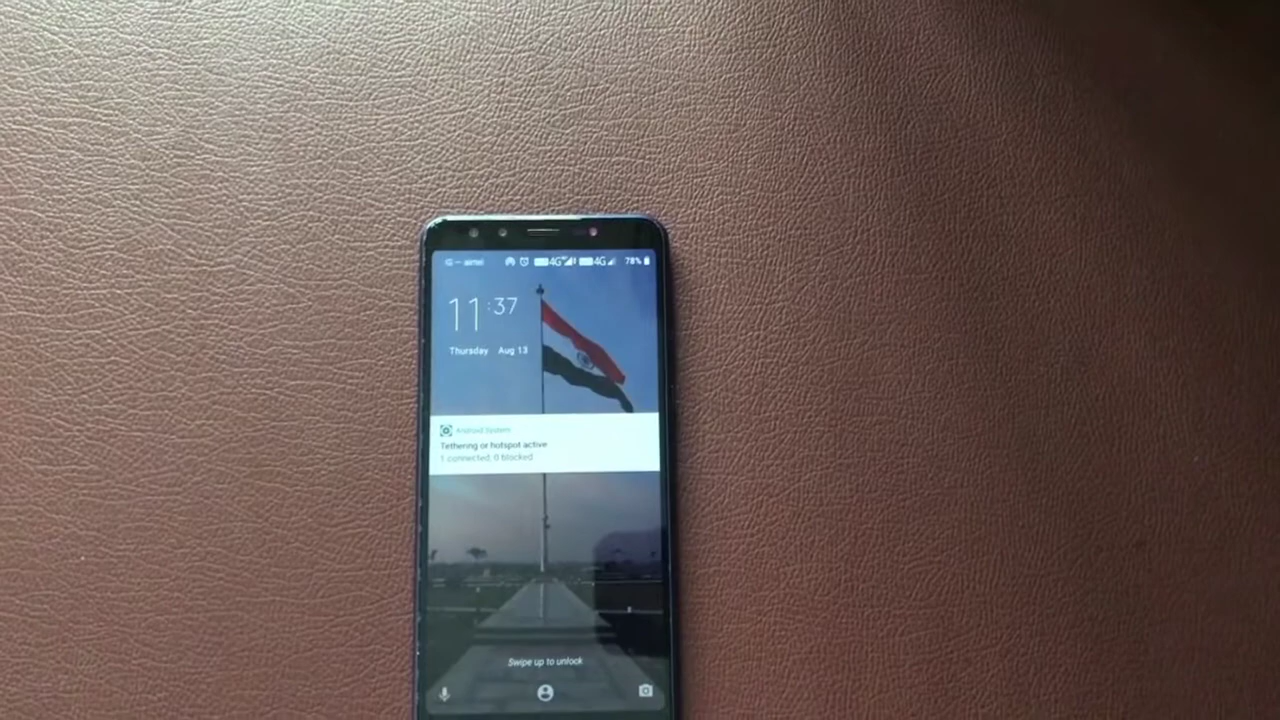 airtel 4G 4G 78%
11:37
Thursday Aug 13
Android System
Tethering or hotspot active
1 connected, 0 blocked
Swipe up to unlock